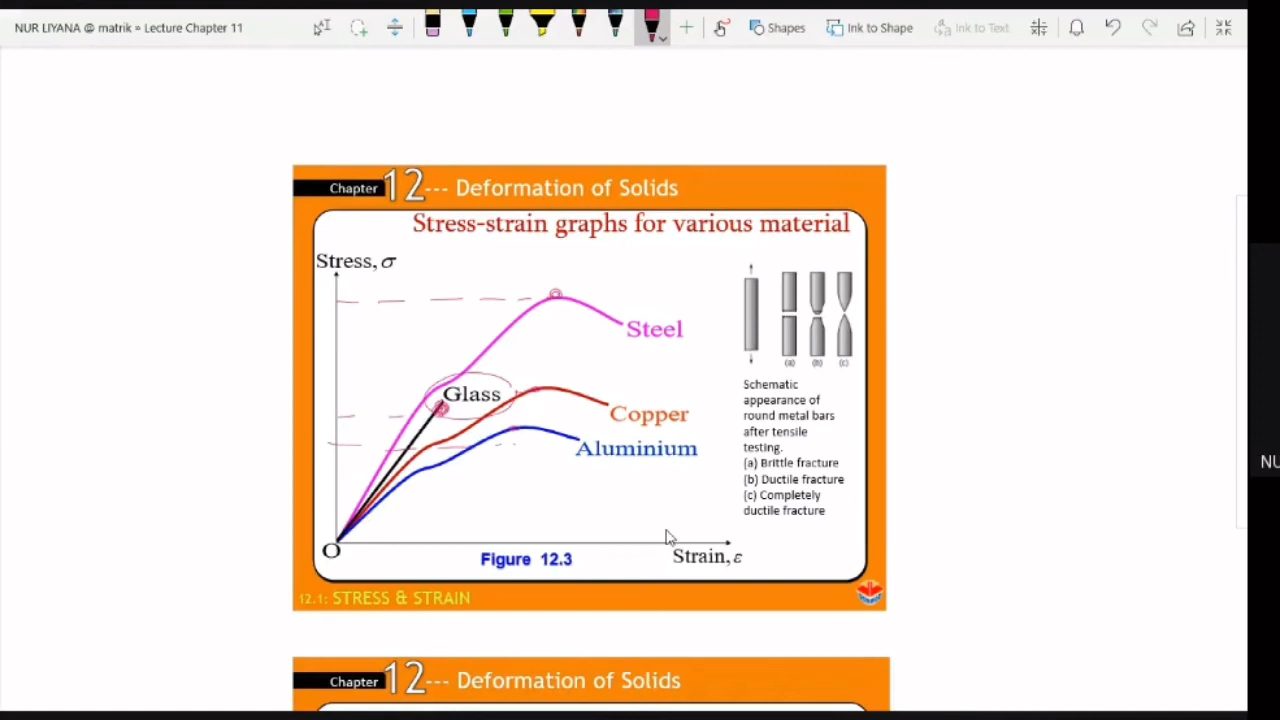 NUR LIYANA @ matrik » Lecture Chapter 11
Shapes
Ink to Shape
Ink to Text
Chapter 12--- Deformation of Solids
Stress-strain graphs for various material
Stress, σ
Steel
Glass
Copper
Aluminium
O
Strain, ε
Figure 12.3
(a) (b) (c)
Schematic
appearance of
round metal bars
after tensile
testing.
(a) Brittle fracture
(b) Ductile fracture
(c) Completely
ductile fracture
12.1: STRESS & STRAIN
Chapter 12--- Deformation of Solids
NU